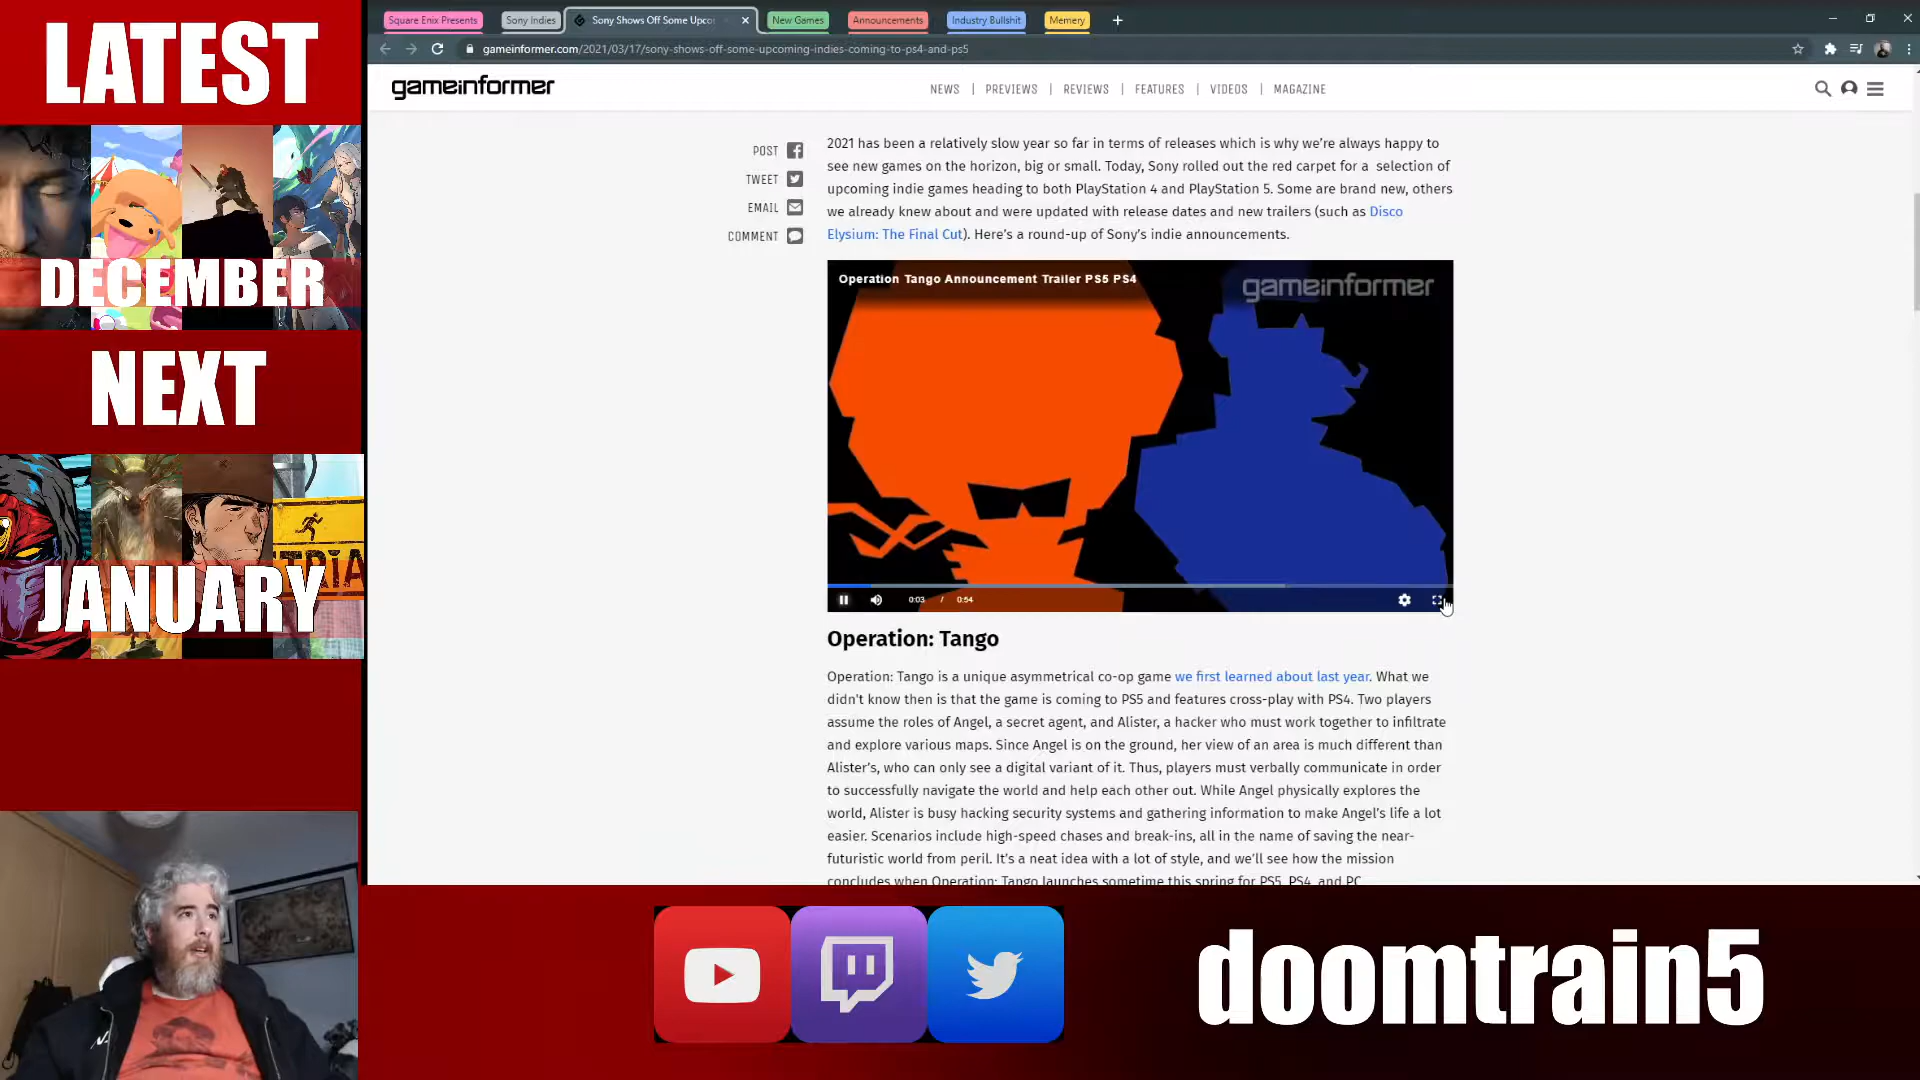 LATEST
DECEMBER
NEXT
JANUARY
TRIA
Square Enix Presents
Sony Indies
Sony Shows Off Some Upco
New Games
Announcements
Industry Bullshit
Memery
gameinformer.com/2021/03/17/sony-shows-off-some-upcoming-indies-coming-to-ps4-and-ps5
gameinformer
NEWS | PREVIEWS | REVIEWS | FEATURES | VIDEOS | MAGAZINE
POST
TWEET
EMAIL
COMMENT
2021 has been a relatively slow year so far in terms of releases which is why we're always happy to
see new games on the horizon, big or small. Today, Sony rolled out the red carpet for a selection of
upcoming indie games heading to both PlayStation 4 and PlayStation 5. Some are brand new, others
we already knew about and were updated with release dates and new trailers (such as Disco
Elysium: The Final Cut). Here's a round-up of Sony's indie announcements.
Operation Tango Announcement Trailer PS5 PS4
gameinformer
0:03 / 0:54
Operation: Tango
Operation: Tango is a unique asymmetrical co-op game we first learned about last year. What we
didn't know then is that the game is coming to PS5 and features cross-play with PS4. Two players
assume the roles of Angel, a secret agent, and Alister, a hacker who must work together to infiltrate
and explore various maps. Since Angel is on the ground, her view of an area is much different than
Alister's, who can only see a digital variant of it. Thus, players must verbally communicate in order
to successfully navigate the world and help each other out. While Angel physically explores the
world, Alister is busy hacking security systems and gathering information to make Angel's life a lot
easier. Scenarios include high-speed chases and break-ins, all in the name of saving the near-
futuristic world from peril. It's a neat idea with a lot of style, and we'll see how the mission
concludes when Operation: Tango launches sometime this spring for PS5, PS4, and PC
doomtrain5